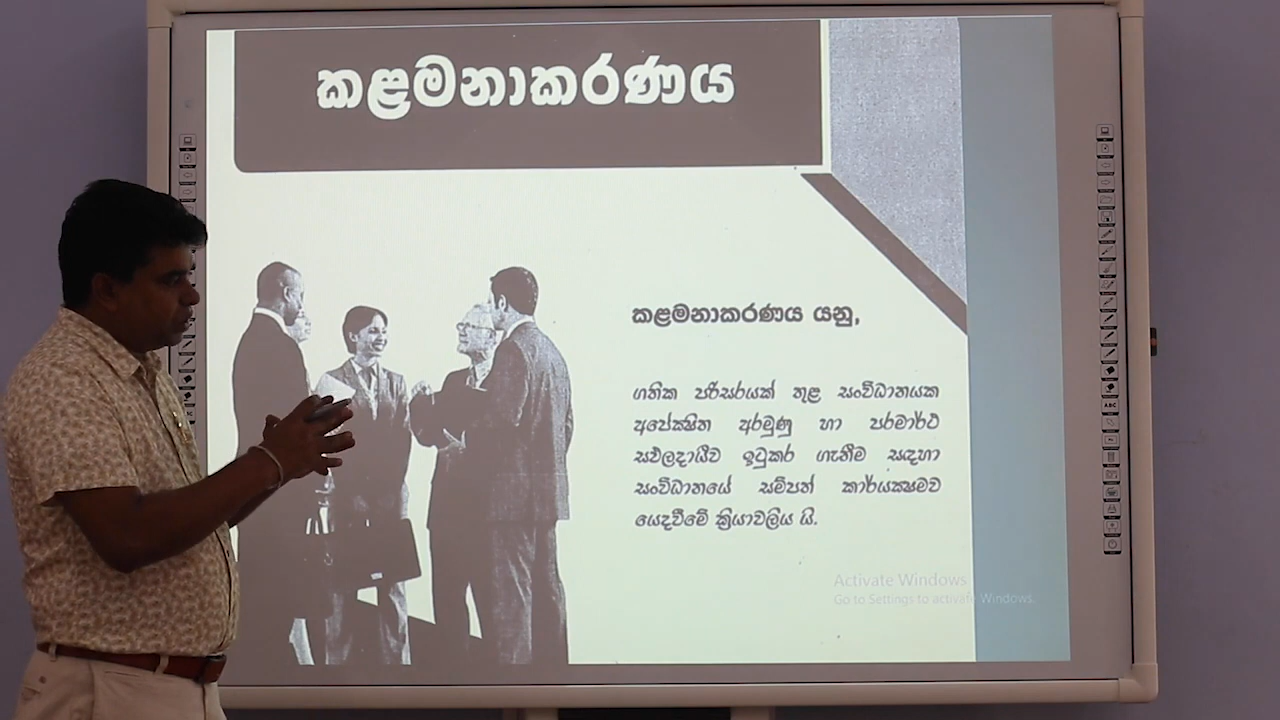 කළමනාකරණය
කළමනාකරණය යනු,
ගතික පරිසරයක් තුළ සංවිධානයක
අපේක්ෂිත අරමුණු හා පරමාර්ථ
සඵලදායීව ඉටුකර ගැනීම සඳහා
සංවිධානයේ සම්පත් කාර්යක්ෂමව
යෙදවීමේ ක්‍රියාවලිය යි.
Activate Windows
Go to Settings to activate Windows.
ABC